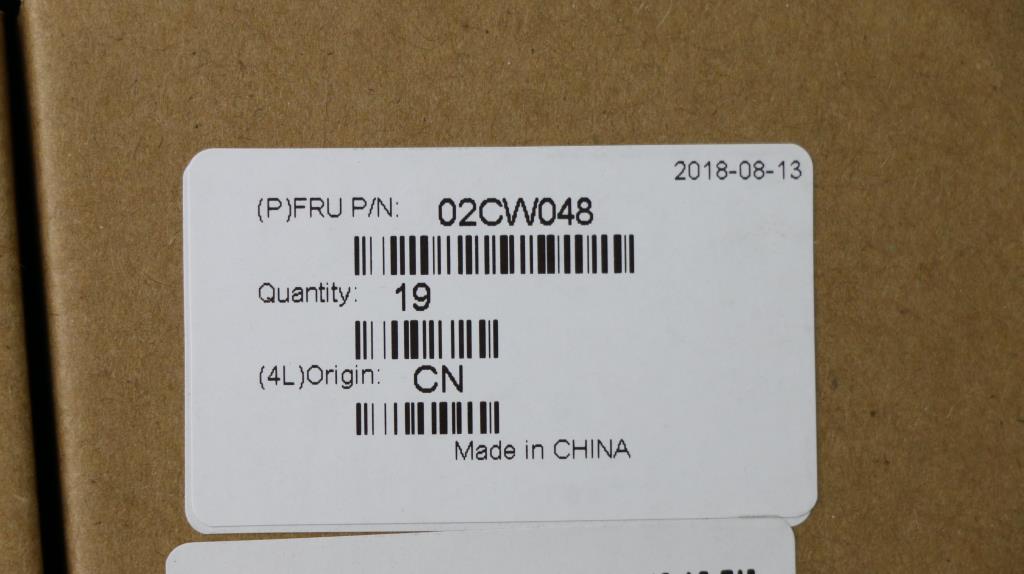 2018-08-13
(P)FRU P/N: 02CW048
Quantity: 19
(4L)Origin: CN
Made in CHINA